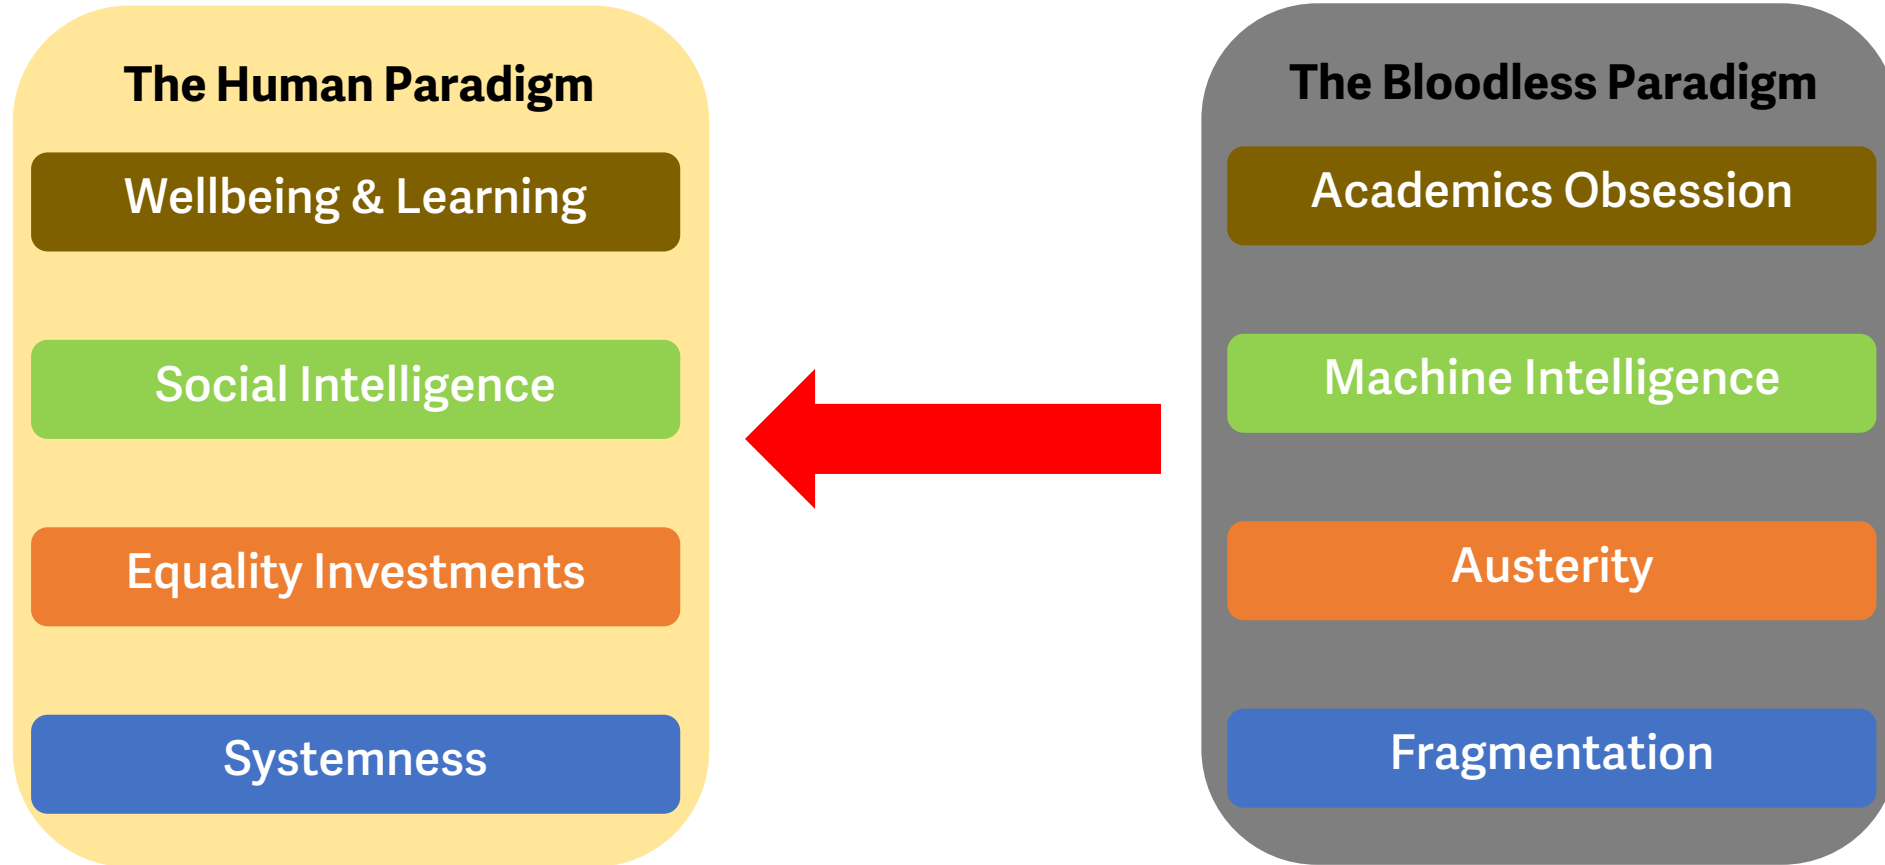 The Human Paradigm
Wellbeing & Learning
Social Intelligence
Equality Investments
Systemness
The Bloodless Paradigm
Academics Obsession
Machine Intelligence
Austerity
Fragmentation